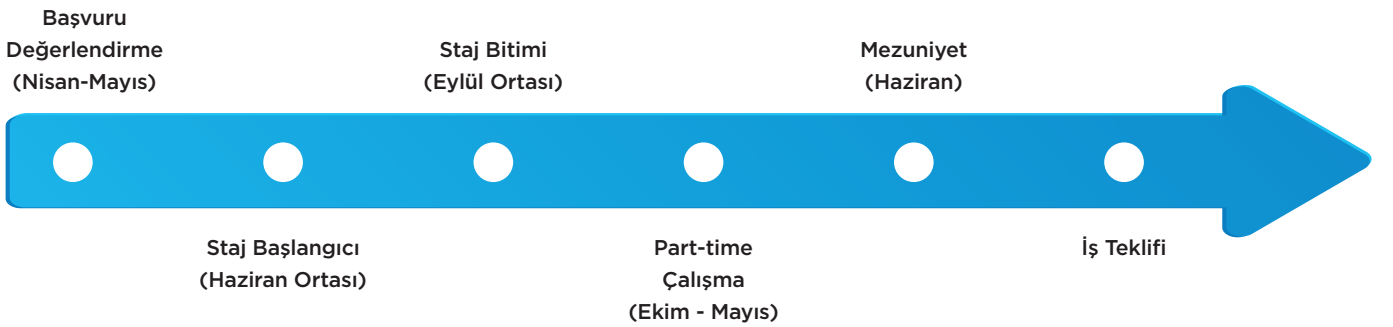 Başvuru
Değerlendirme
(Nisan-Mayıs)
Staj Başlangıcı
(Haziran Ortası)
Staj Bitimi
(Eylül Ortası)
Part-time
Çalışma
(Ekim - Mayıs)
Mezuniyet
(Haziran)
İş Teklifi